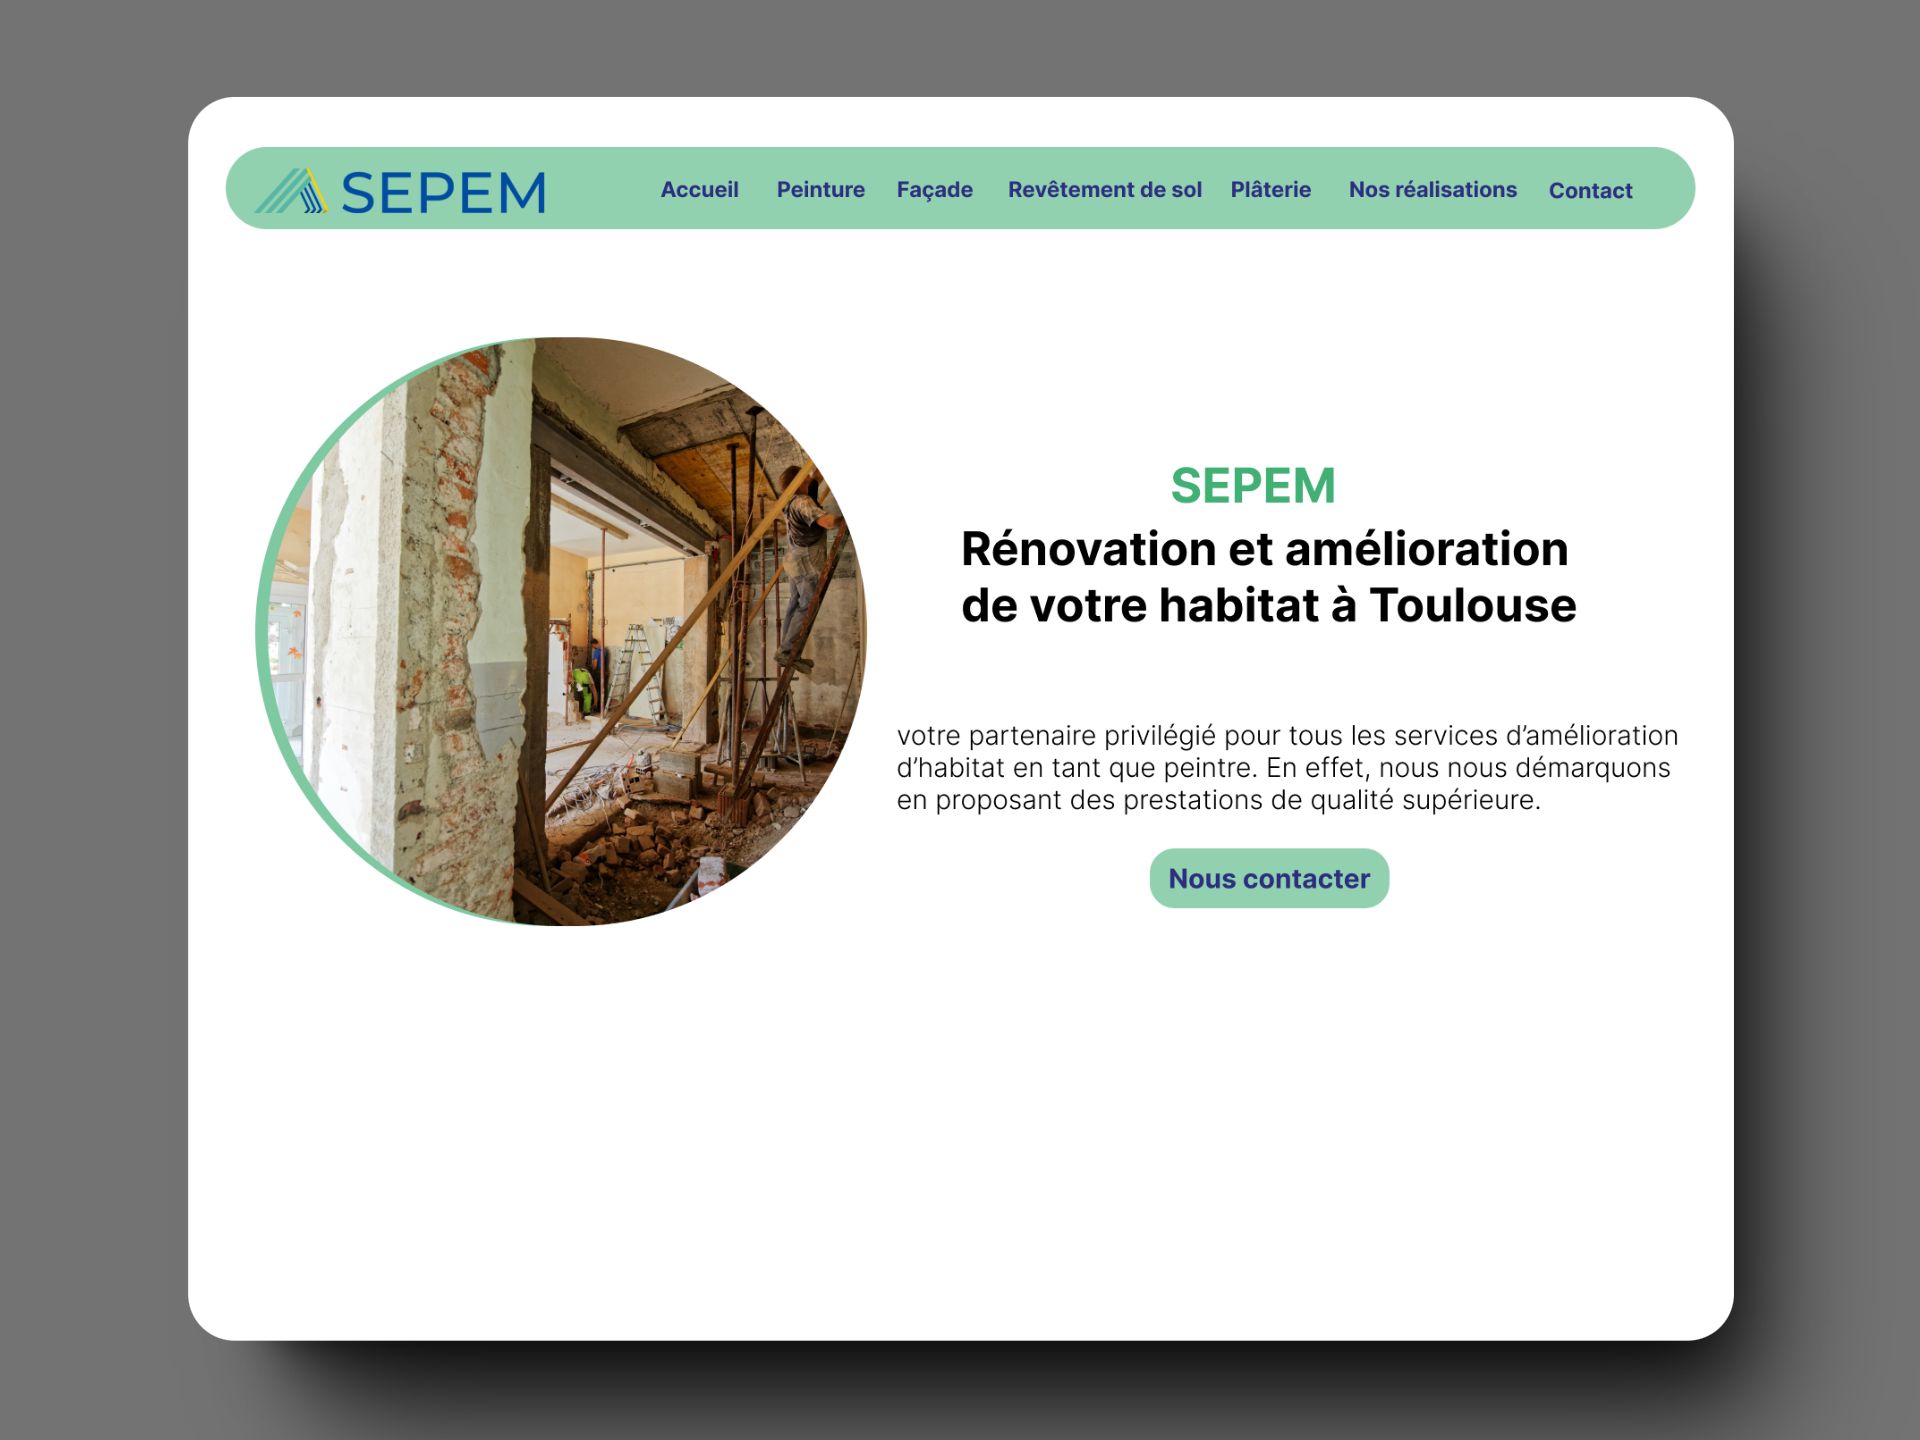 SEPEM
Accueil
Peinture
Façade
Revêtement de sol
Plâterie
Nos réalisations
Contact
SEPEM
Rénovation et amélioration
de votre habitat à Toulouse
votre partenaire privilégié pour tous les services d’amélioration
d’habitat en tant que peintre. En effet, nous nous démarquons
en proposant des prestations de qualité supérieure.
Nous contacter